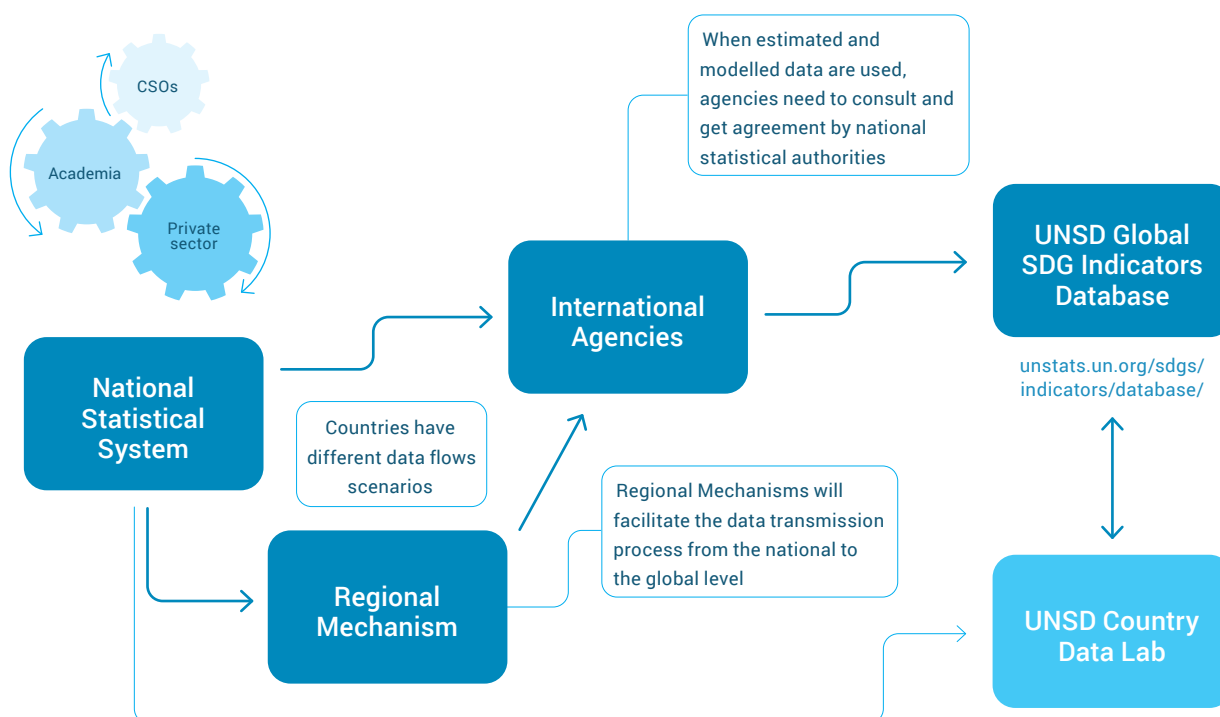 CSOs
Academia
Private
sector
When estimated and
modelled data are used,
agencies need to consult and
get agreement by national
statistical authorities
UNSD Global
SDG Indicators
Database
unstats.un.org/sdgs/
indicators/database/
International
Agencies
National
Statistical
System
Countries have
different data flows
scenarios
Regional Mechanisms will
facilitate the data transmission
process from the national to
the global level
Regional
Mechanism
UNSD Country
Data Lab